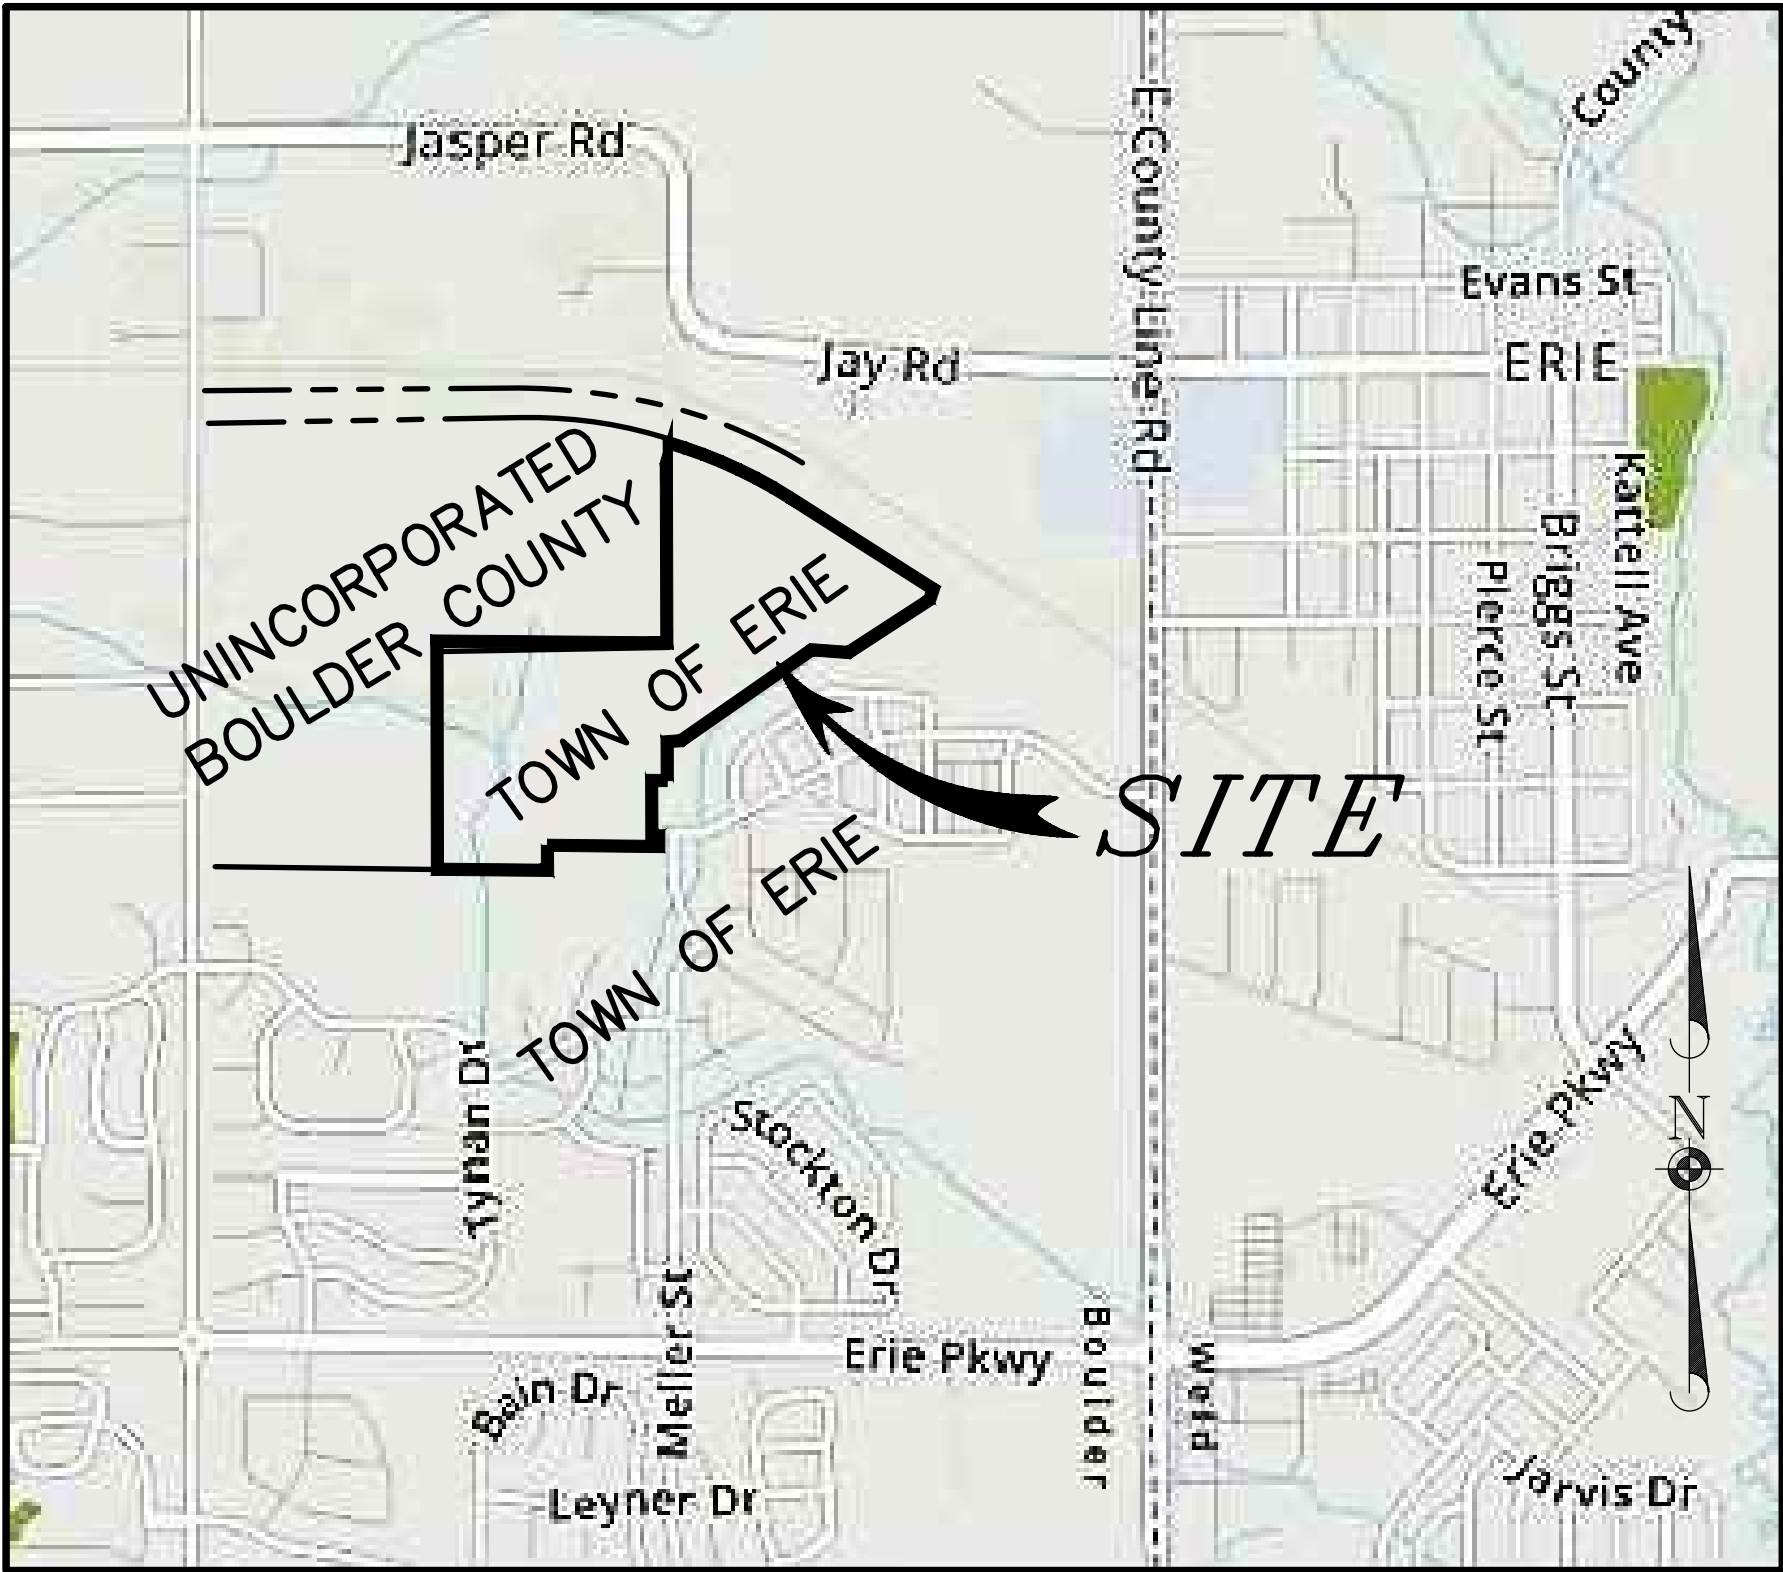 County
Jasper Rd
E County Line Rd
Evans St
Jay Rd
ERIE
UNINCORPORATED
BOULDER COUNTY
Kattell Ave
Briggs St
Pierce St
TOWN OF ERIE
SITE
TOWN OF ERIE
Tynan Dr
Stockton Dr
Erie Pkwy
N
Meller St
Erie Pkwy
Boulder
Weld
Bain Dr
Leyner Dr
Jarvis Dr